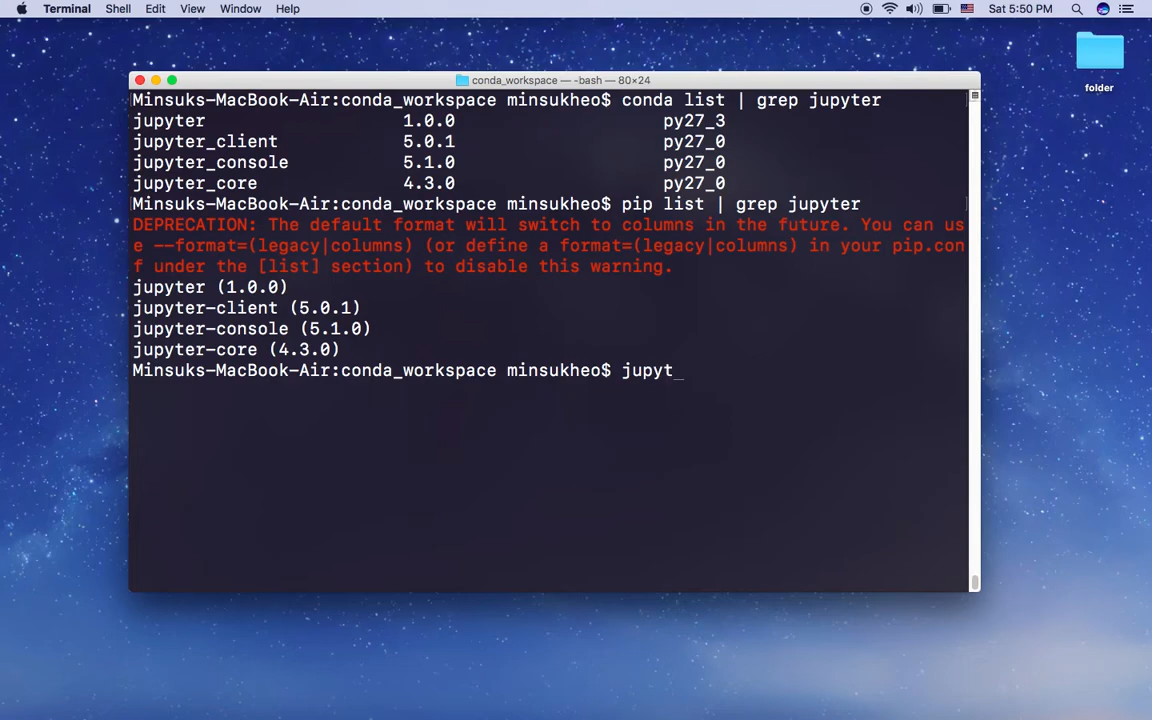 Terminal Shell Edit View Window Help Sat 5:50 PM
folder
conda_workspace — -bash — 80×24
Minsuks-MacBook-Air:conda_workspace minsukheo$ conda list | grep jupyter
jupyter 1.0.0 py27_3
jupyter_client 5.0.1 py27_0
jupyter_console 5.1.0 py27_0
jupyter_core 4.3.0 py27_0
Minsuks-MacBook-Air:conda_workspace minsukheo$ pip list | grep jupyter
DEPRECATION: The default format will switch to columns in the future. You can us
e --format=(legacy|columns) (or define a format=(legacy|columns) in your pip.con
f under the [list] section) to disable this warning.
jupyter (1.0.0)
jupyter-client (5.0.1)
jupyter-console (5.1.0)
jupyter-core (4.3.0)
Minsuks-MacBook-Air:conda_workspace minsukheo$ jupyt_